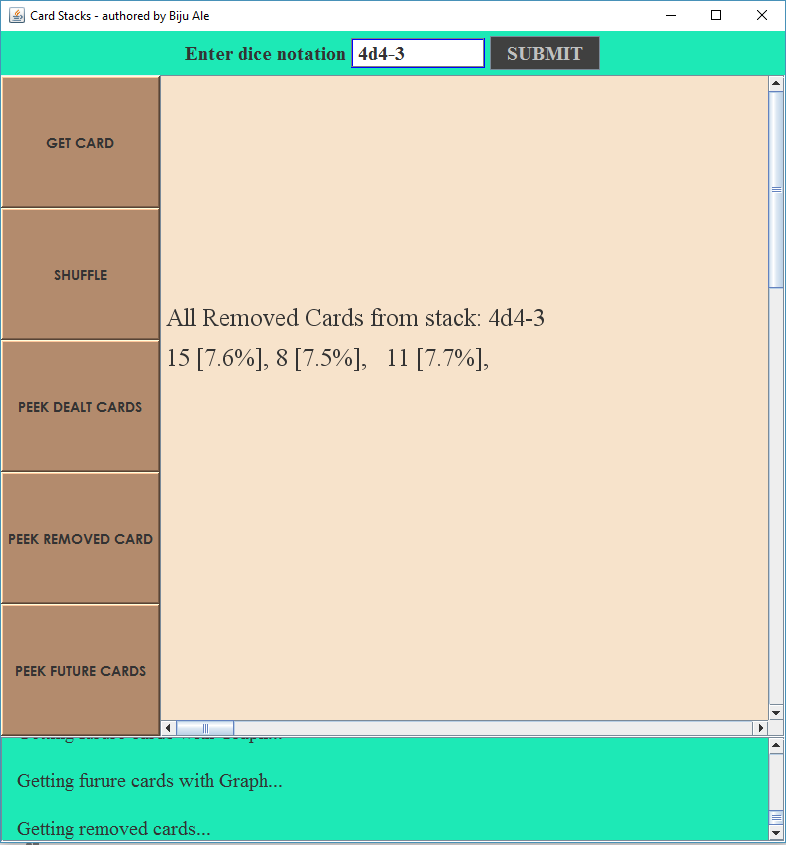 Card Stacks - authored by Biju Ale
Enter dice notation 4d4-3 SUBMIT
GET CARD
SHUFFLE
PEEK DEALT CARDS
PEEK REMOVED CARD
PEEK FUTURE CARDS
All Removed Cards from stack: 4d4-3
15 [7.6%], 8 [7.5%], 11 [7.7%],
Getting furure cards with Graph...
Getting removed cards...